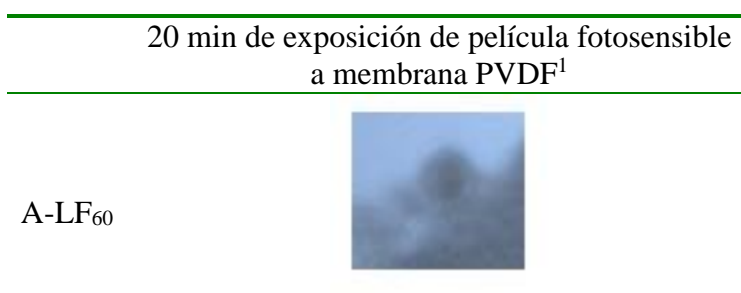 20 min de exposición de película fotosensible
a membrana PVDF¹
A-LF₆₀